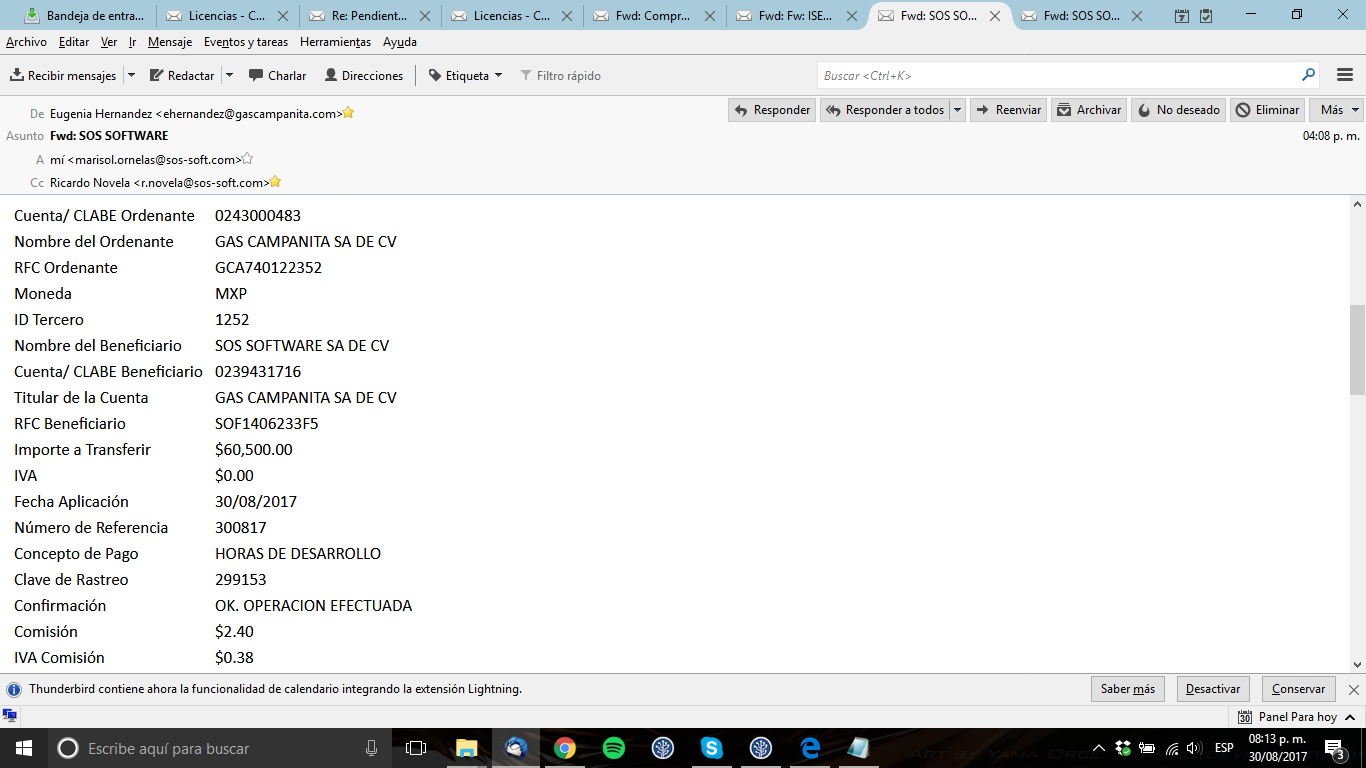 Bandeja de entra... Licencias - C... Re: Pendient... Licencias - C... Fwd: Compr... Fwd: Fw: ISE... Fwd: SOS SO... Fwd: SOS SO...
Archivo Editar Ver Ir Mensaje Eventos y tareas Herramientas Ayuda
Recibir mensajes Redactar Charlar Direcciones Etiqueta Filtro rápido Buscar <Ctrl+K>
De Eugenia Hernandez <ehernandez@gascampanita.com> Responder Responder a todos Reenviar Archivar No deseado Eliminar Más
Asunto Fwd: SOS SOFTWARE 04:08 p. m.
A mí <marisol.ornelas@sos-soft.com>
Cc Ricardo Novela <r.novela@sos-soft.com>
Cuenta/ CLABE Ordenante 0243000483
Nombre del Ordenante GAS CAMPANITA SA DE CV
RFC Ordenante GCA740122352
Moneda MXP
ID Tercero 1252
Nombre del Beneficiario SOS SOFTWARE SA DE CV
Cuenta/ CLABE Beneficiario 0239431716
Titular de la Cuenta GAS CAMPANITA SA DE CV
RFC Beneficiario SOF1406233F5
Importe a Transferir $60,500.00
IVA $0.00
Fecha Aplicación 30/08/2017
Número de Referencia 300817
Concepto de Pago HORAS DE DESARROLLO
Clave de Rastreo 299153
Confirmación OK. OPERACION EFECTUADA
Comisión $2.40
IVA Comisión $0.38
Thunderbird contiene ahora la funcionalidad de calendario integrando la extensión Lightning. Saber más Desactivar Conservar
30 Panel Para hoy
Escribe aquí para buscar ESP 08:13 p. m.
30/08/2017 3